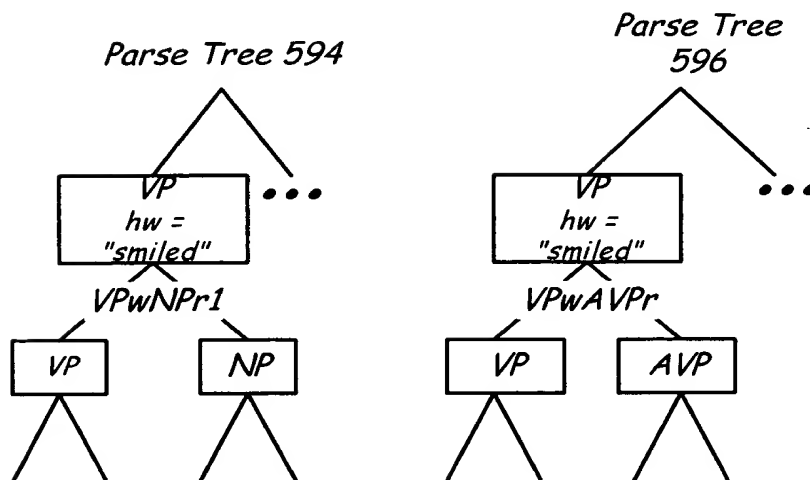 Parse Tree 594
VP
hw =
"smiled"
VPwNPr1
VP
NP
Parse Tree
596
VP
hw =
"smiled"
VPwAVPr
VP
AVP